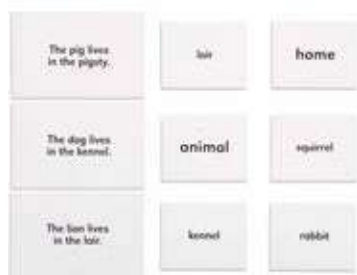 The pig lives
in the pigsty.
lair
home
The dog lives
in the kennel.
animal
squirrel
The lion lives
in the lair.
kennel
rabbit